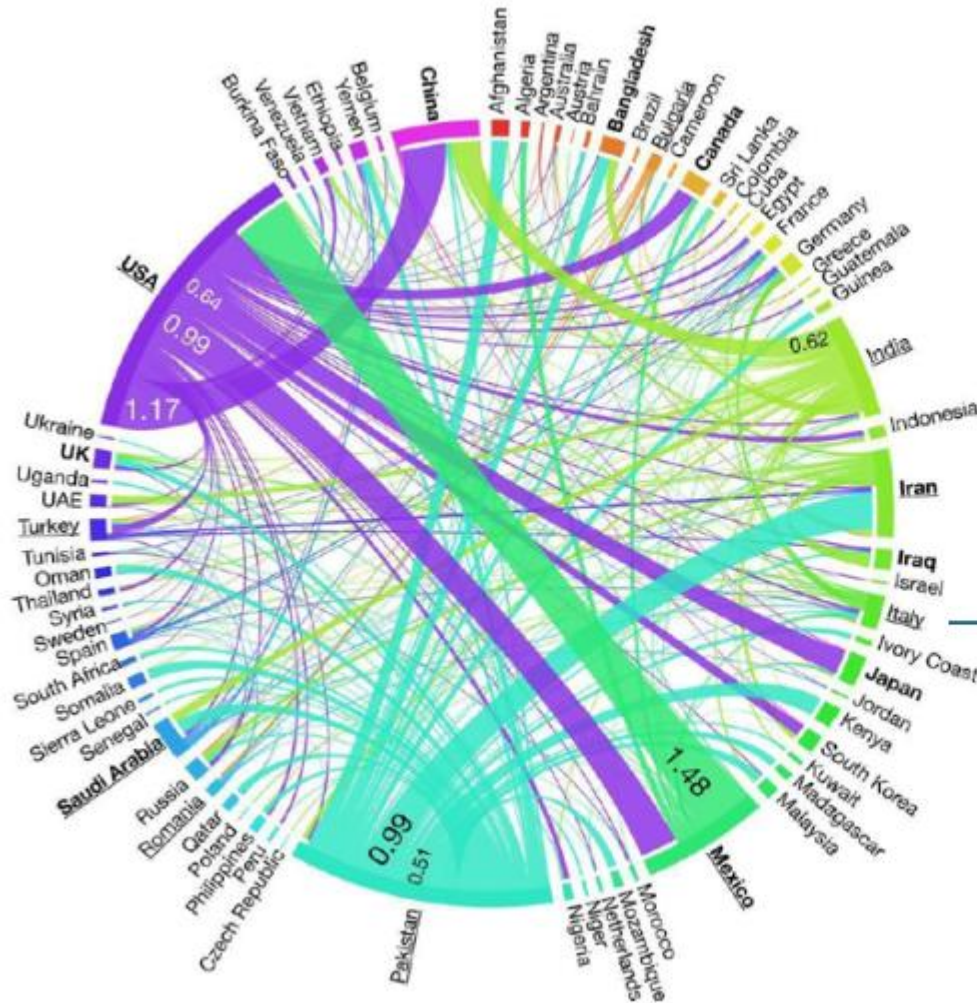 Afghanistan
Algeria
Argentina
Australia
Austria
Bahrain
Bangladesh
Brazil
Bulgaria
Cameroon
Canada
Sri Lanka
Colombia
Cuba
Egypt
France
Germany
Greece
Guatemala
Guinea
India
Indonesia
Iran
Iraq
Israel
Italy
Ivory Coast
Japan
Jordan
Kenya
South Korea
Kuwait
Madagascar
Malaysia
Mexico
Morocco
Mozambique
Netherlands
Niger
Nigeria
Pakistan
Czech Republic
Peru
Philippines
Poland
Qatar
Romania
Russia
Saudi Arabia
Senegal
Sierra Leone
Somalia
South Africa
Spain
Sweden
Syria
Thailand
Oman
Tunisia
Turkey
UAE
Uganda
UK
Ukraine
USA
Burkina Faso
Venezuela
Vietnam
Ethiopia
Yemen
Belgium
China
0.64
0.99
1.17
0.62
1.48
0.99
0.51